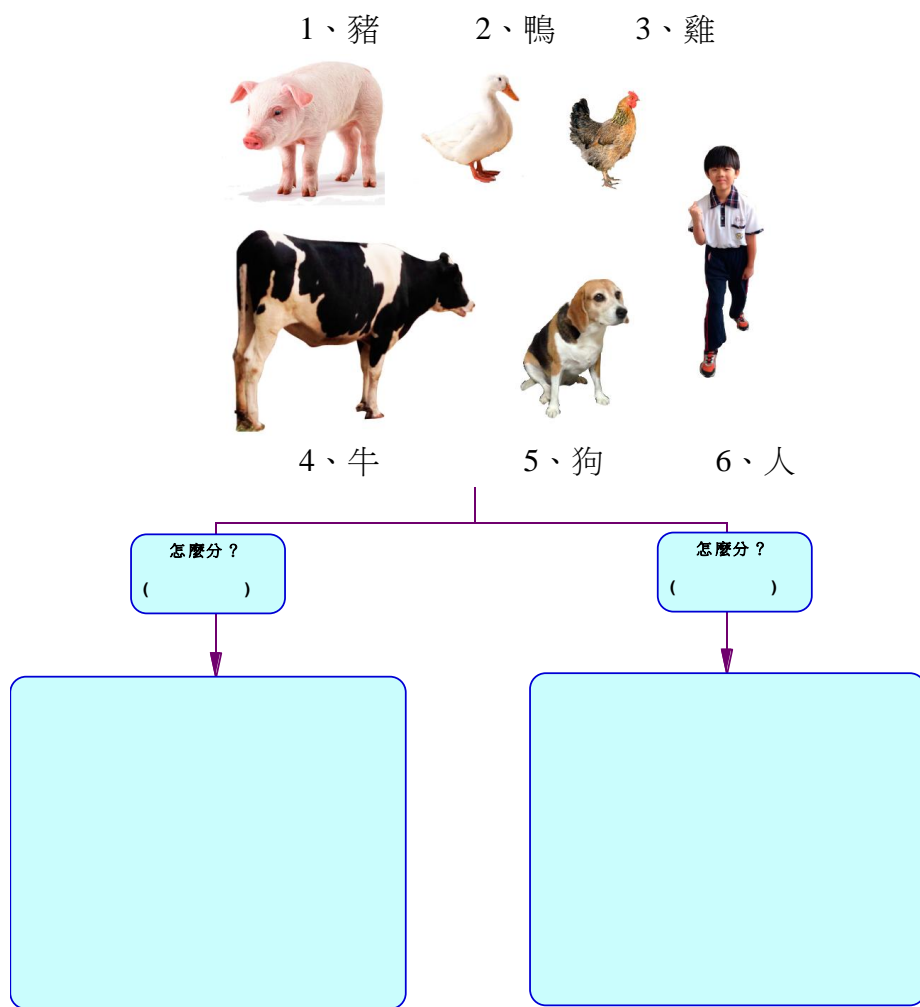 1、豬 2、鴨 3、雞
4、牛 5、狗 6、人
怎麼分？
( )
怎麼分？
( )